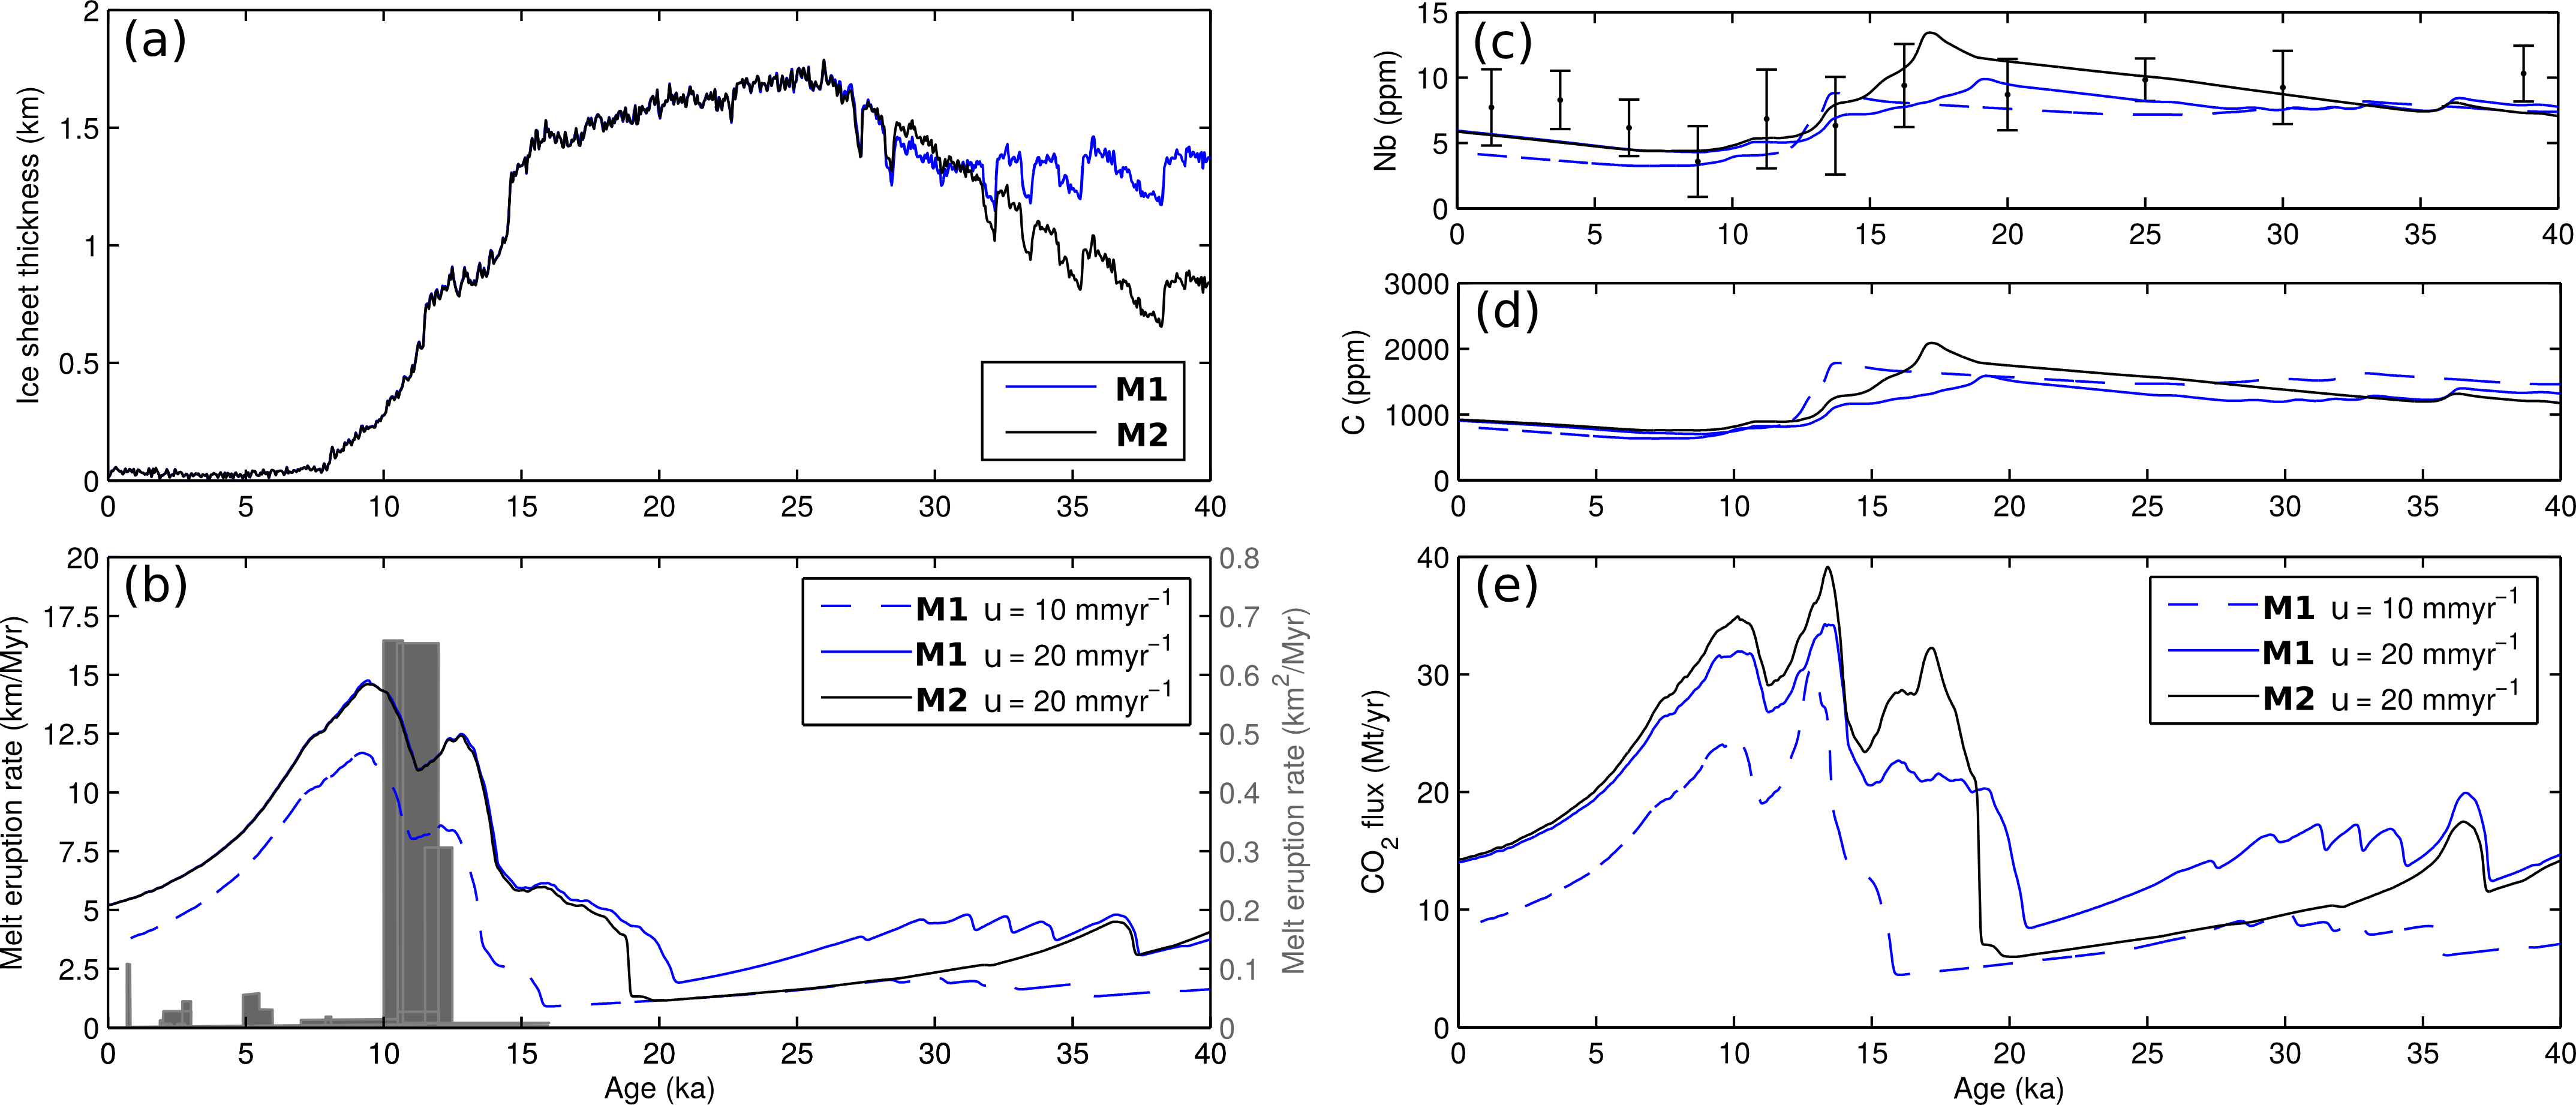 (a)
Ice sheet thickness (km)
2
1.5
1
0.5
0
M1
M2
0 5 10 15 20 25 30 35 40
(b)
Melt eruption rate (km/Myr)
20
17.5
15
12.5
10
7.5
5
2.5
0
M1 u = 10 mmyr⁻¹
M1 u = 20 mmyr⁻¹
M2 u = 20 mmyr⁻¹
0.8
0.7
0.6
0.5
0.4
0.3
0.2
0.1
0
Melt eruption rate (km²/Myr)
0 5 10 15 20 25 30 35 40
Age (ka)
(c)
Nb (ppm)
15
10
5
0
0 5 10 15 20 25 30 35 40
(d)
C (ppm)
3000
2000
1000
0
0 5 10 15 20 25 30 35 40
(e)
CO₂ flux (Mt/yr)
40
30
20
10
0
M1 u = 10 mmyr⁻¹
M1 u = 20 mmyr⁻¹
M2 u = 20 mmyr⁻¹
0 5 10 15 20 25 30 35 40
Age (ka)